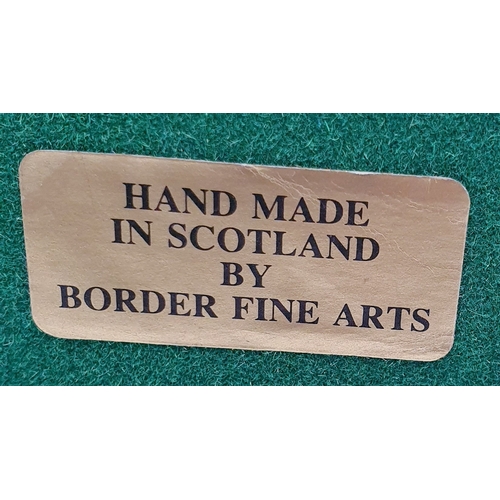 HAND MADE
IN SCOTLAND
BY
BORDER FINE ARTS